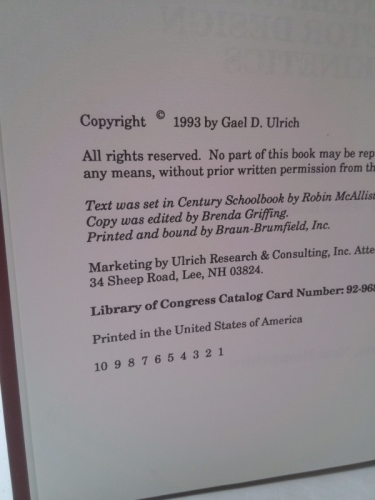 Copyright © 1993 by Gael D. Ulrich
All rights reserved. No part of this book may be rep
any means, without prior written permission from th
Text was set in Century Schoolbook by Robin McAllist
Copy was edited by Brenda Griffing.
Printed and bound by Braun-Brumfield, Inc.
Marketing by Ulrich Research & Consulting, Inc. Atte
34 Sheep Road, Lee, NH 03824.
Library of Congress Catalog Card Number: 92-968
Printed in the United States of America
10 9 8 7 6 5 4 3 2 1